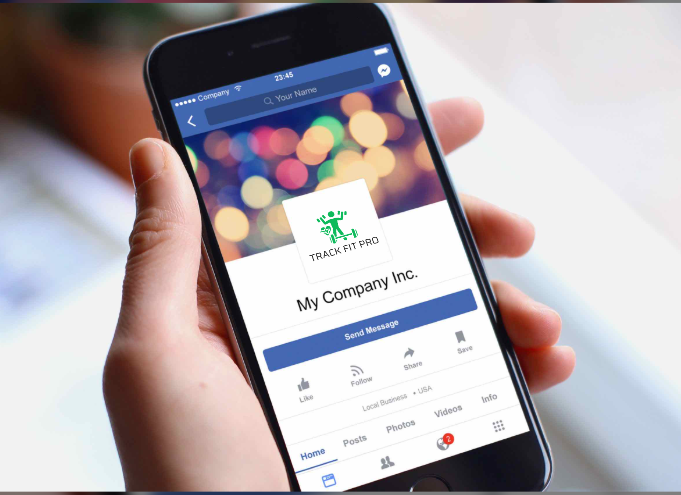 Company 23:45
Your Name
TRACK FIT PRO
My Company Inc.
Send Message
Like Follow Share Save
Local Business • USA
Home Posts Photos Videos Info
2